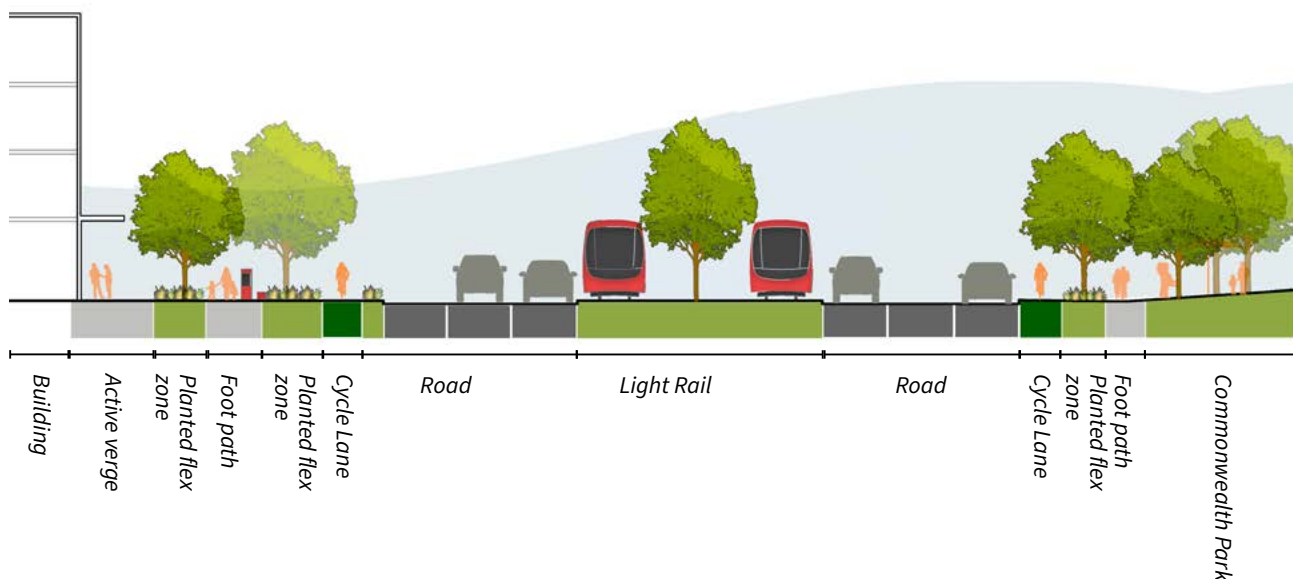 Building
Active verge
Planted flex
zone
Foot path
Planted flex
zone
Cycle Lane
Road
Light Rail
Road
Cycle Lane
Planted flex
zone
Foot path
Commonwealth Park